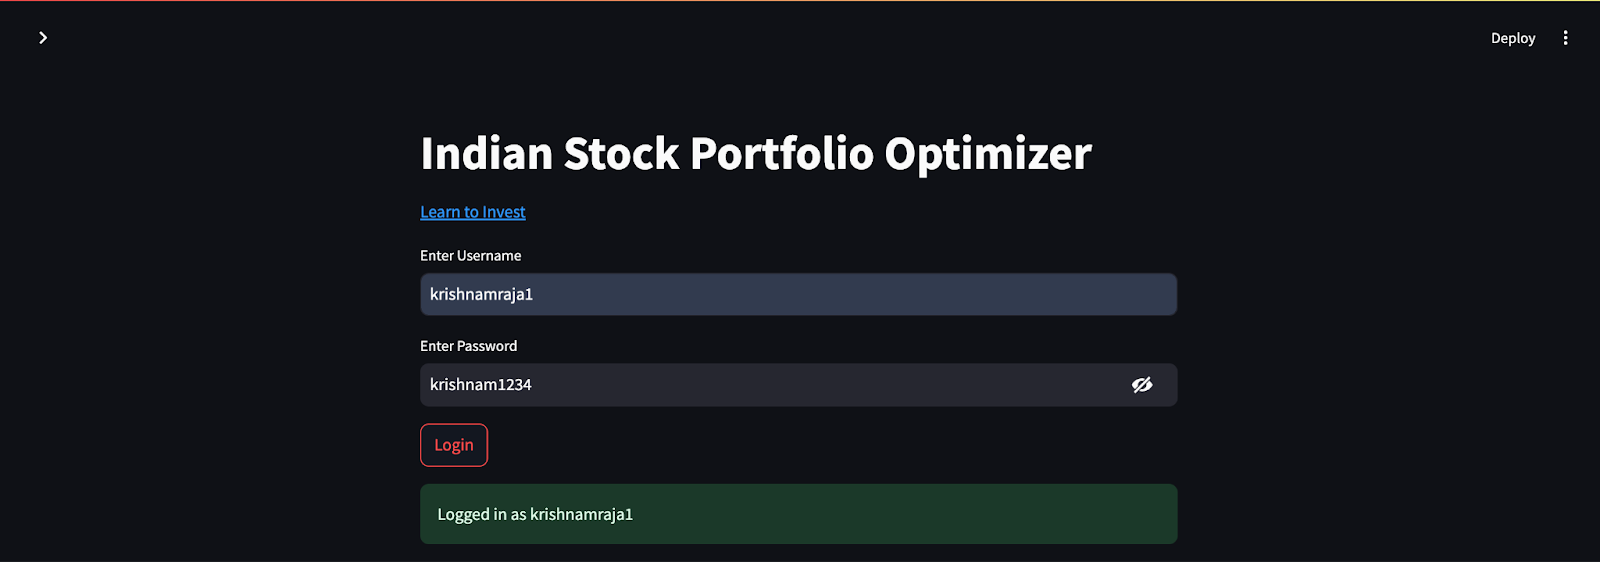 Deploy
Indian Stock Portfolio Optimizer
Learn to Invest
Enter Username
krishnamraja1
Enter Password
krishnam1234
Login
Logged in as krishnamraja1